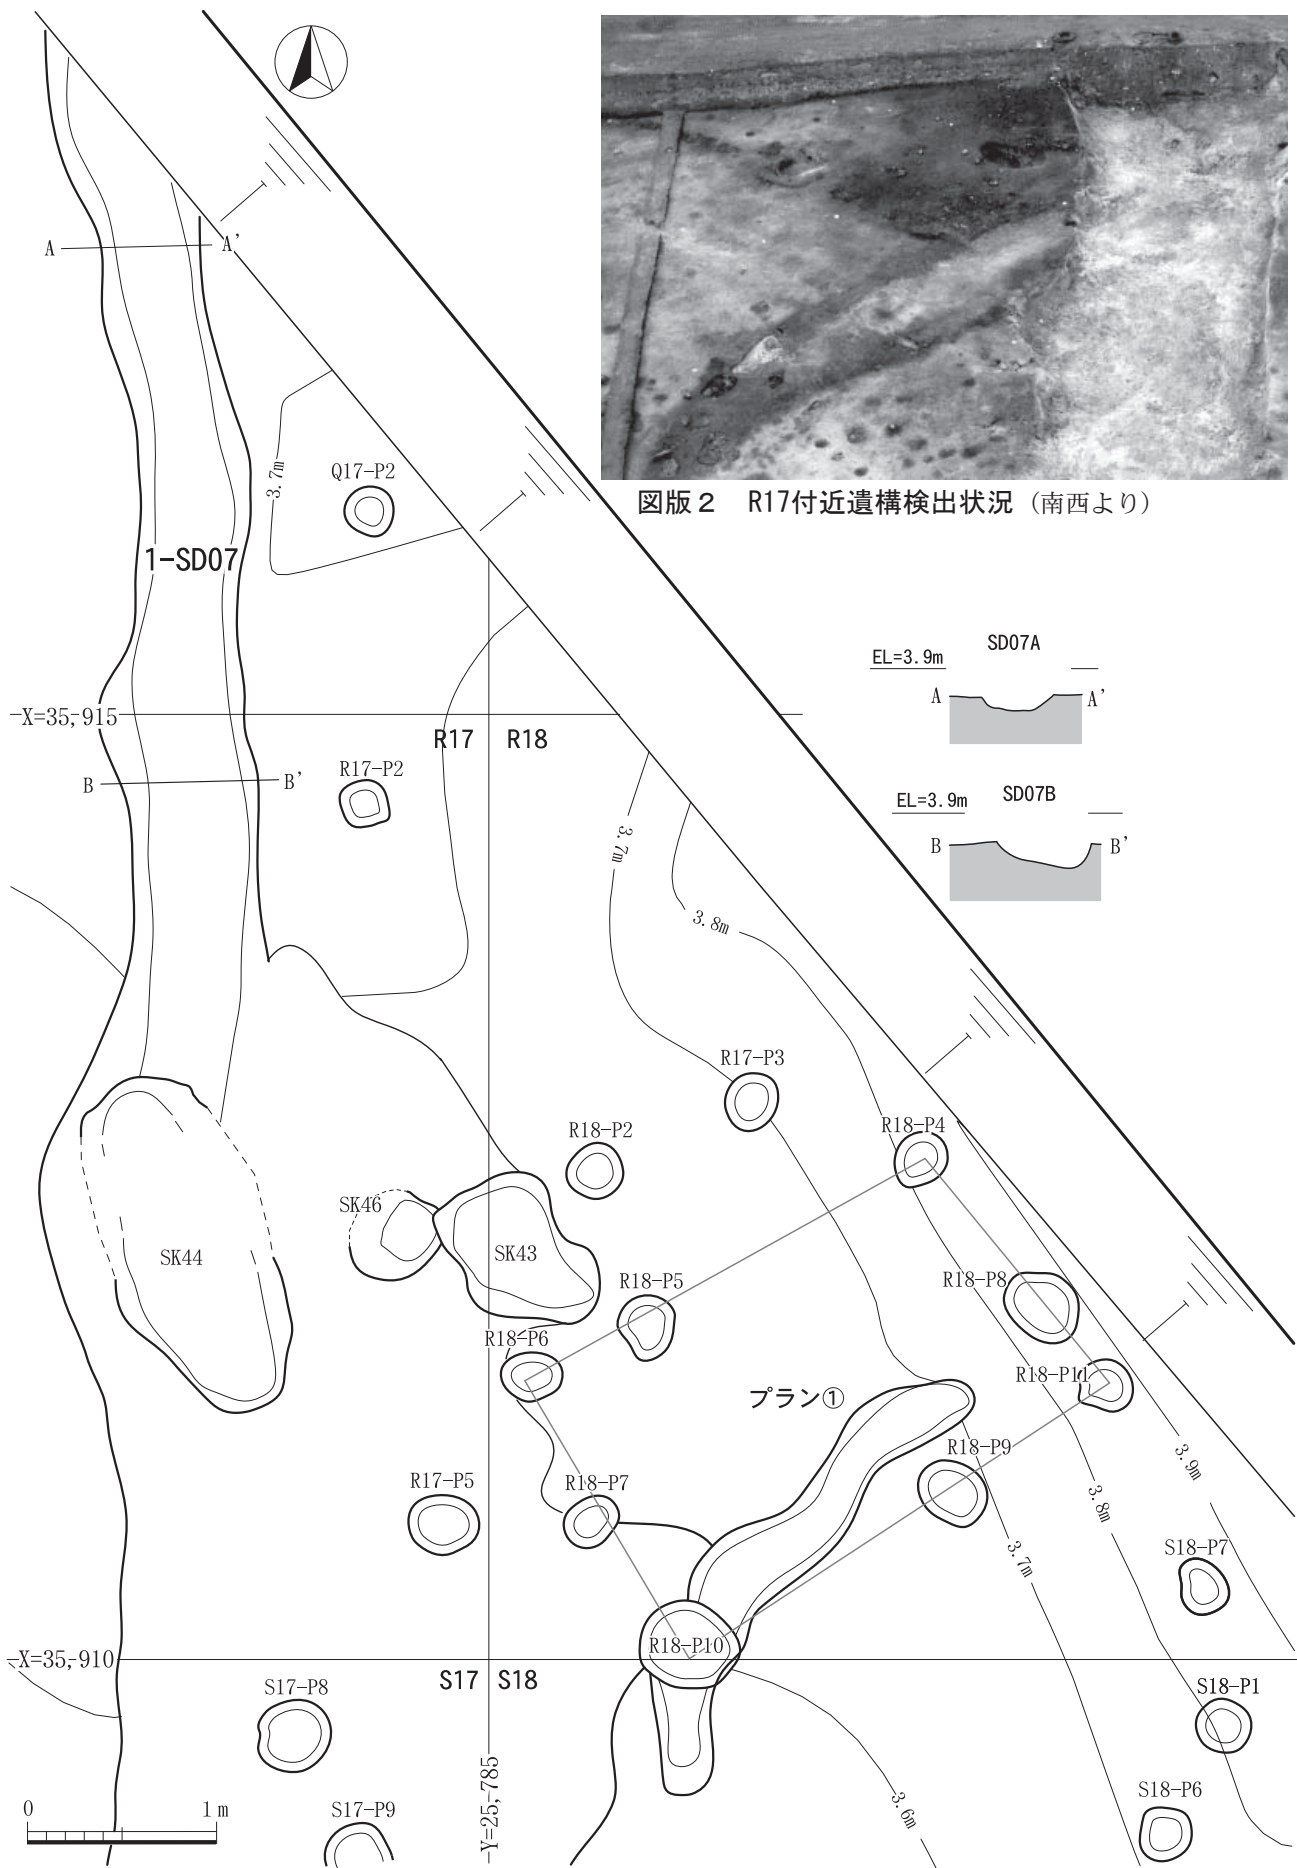 図版2 R17付近遺構検出状況（南西より）
A
A'
3.7m
Q17-P2
1-SD07
SD07A
EL=3.9m
A
A'
X=35,915
R17
R18
B
B'
R17-P2
SD07B
EL=3.9m
B
B'
3.7m
3.8m
R17-P3
R18-P2
R18-P4
SK46
SK44
SK43
R18-P5
R18-P8
R18-P6
R18-P11
プラン①
R18-P9
3.9m
R17-P5
R18-P7
3.8m
3.7m
S18-P7
R18-P10
X=35,910
S17
S18
S17-P8
S18-P1
Y=25,785
S18-P6
3.6m
0
1m
S17-P9